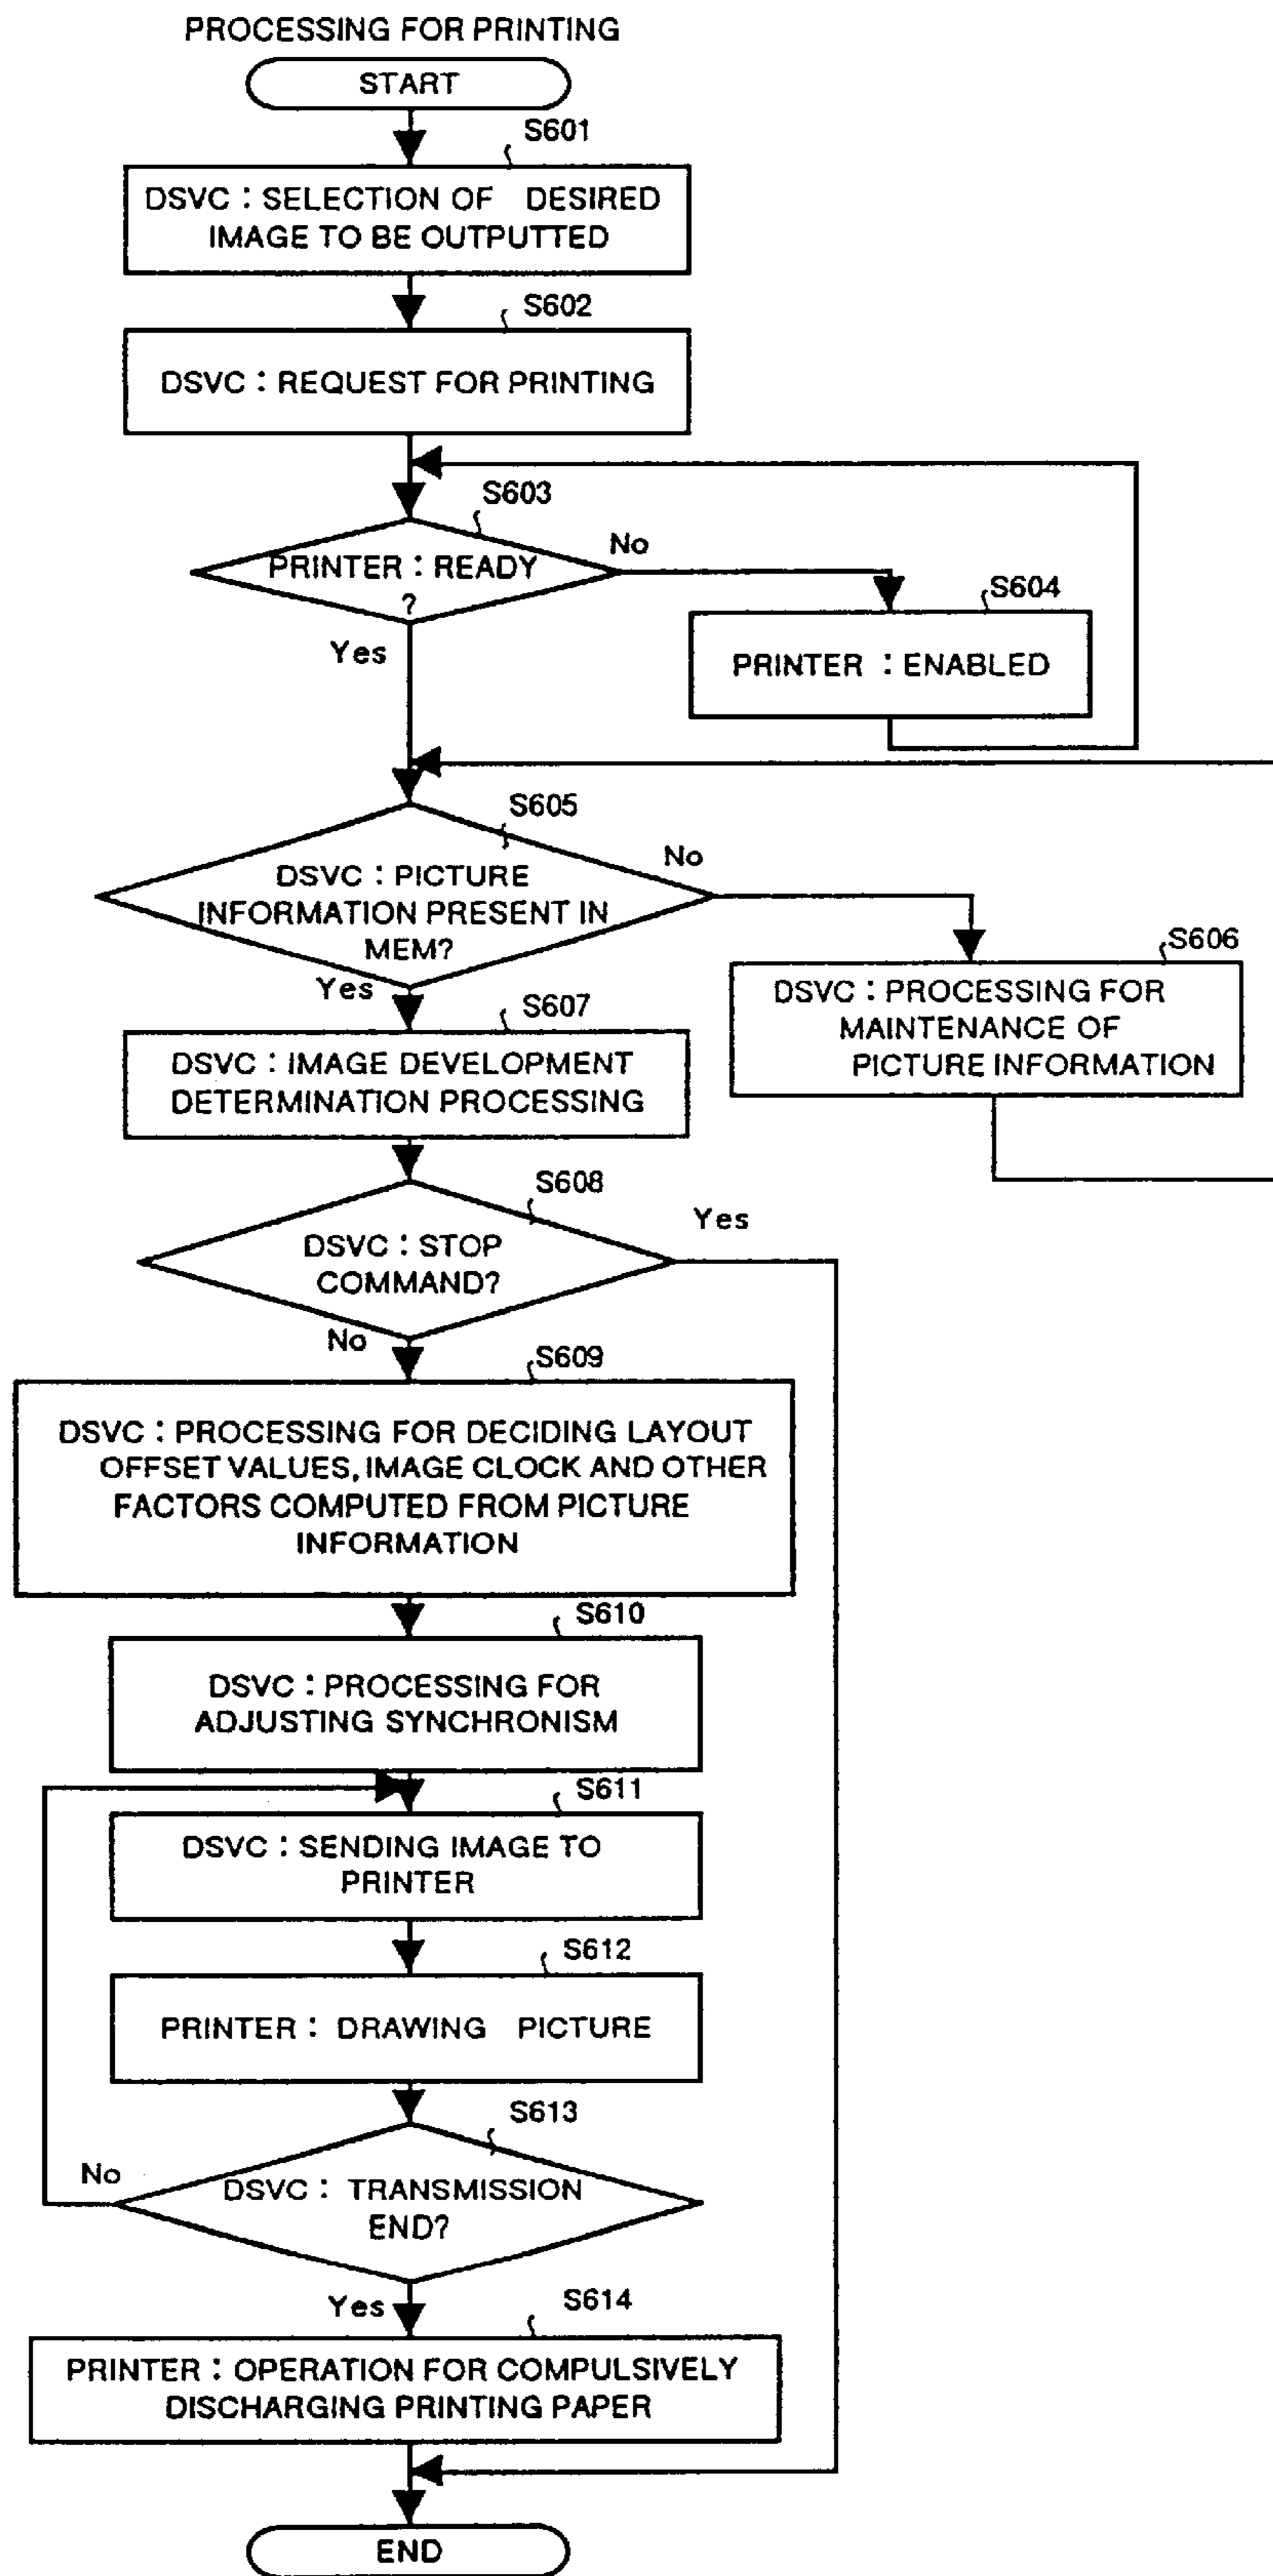 PROCESSING FOR PRINTING
START
S601
DSVC : SELECTION OF DESIRED
IMAGE TO BE OUTPUTTED
S602
DSVC : REQUEST FOR PRINTING
S603
PRINTER : READY
?
No
Yes
S604
PRINTER : ENABLED
S605
DSVC : PICTURE
INFORMATION PRESENT IN
MEM?
No
Yes
S606
DSVC : PROCESSING FOR
MAINTENANCE OF
PICTURE INFORMATION
S607
DSVC : IMAGE DEVELOPMENT
DETERMINATION PROCESSING
S608
DSVC : STOP
COMMAND?
Yes
No
S609
DSVC : PROCESSING FOR DECIDING LAYOUT
OFFSET VALUES, IMAGE CLOCK AND OTHER
FACTORS COMPUTED FROM PICTURE
INFORMATION
S610
DSVC : PROCESSING FOR
ADJUSTING SYNCHRONISM
S611
DSVC : SENDING IMAGE TO
PRINTER
S612
PRINTER : DRAWING PICTURE
S613
DSVC : TRANSMISSION
END?
No
Yes
S614
PRINTER : OPERATION FOR COMPULSIVELY
DISCHARGING PRINTING PAPER
END